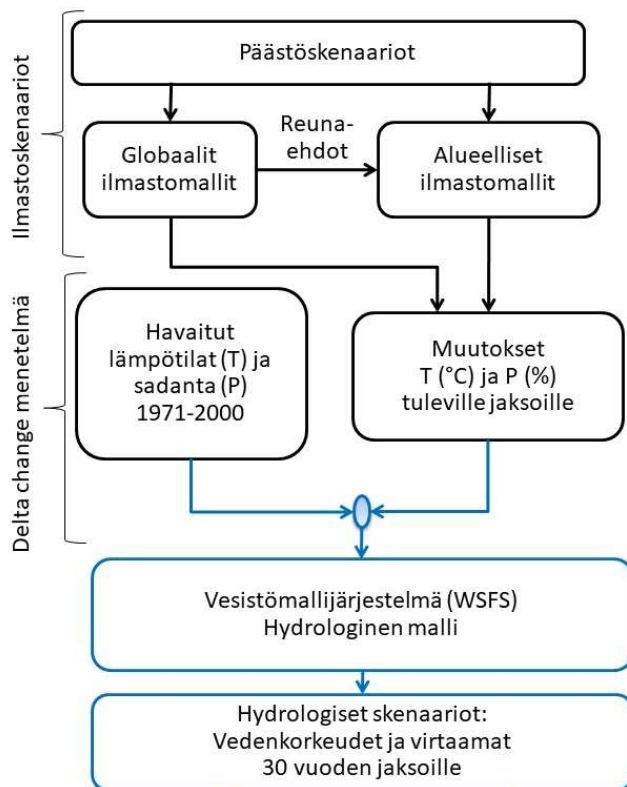 Ilmastoskenaariot
Päästöskenaariot
Globaalit
ilmastomallit
Reuna-
ehdot
Alueelliset
ilmastomallit
Delta change menetelmä
Havaitut
lämpötilat (T) ja
sadanta (P)
1971-2000
Muutokset
T (°C) ja P (%)
tuleville jaksoille
Vesistömallijärjestelmä (WSFS)
Hydrologinen malli
Hydrologiset skenaariot:
Vedenkorkeudet ja virtaamat
30 vuoden jaksoille